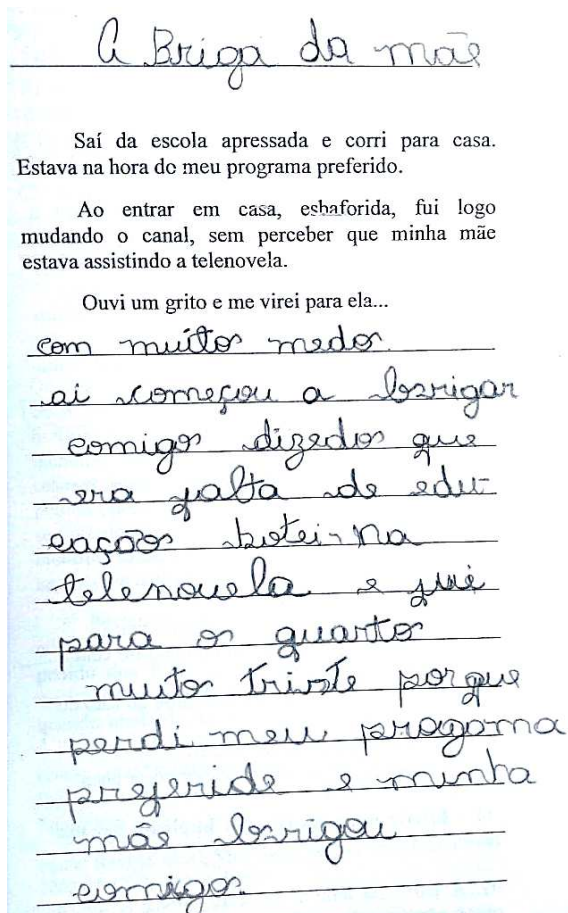 A Briga da mãe
Saí da escola apressada e corri para casa.
Estava na hora do meu programa preferido.
Ao entrar em casa, esbaforida, fui logo
mudando o canal, sem perceber que minha mãe
estava assistindo a telenovela.
Ouvi um grito e me virei para ela...
com muito medo
ai começou a brigar
comigo dizedo que
era falta de edu-
cação botei na
telenovela e fui
para o quarto
muito triste porque
perdi meu progorna
preferide e minha
mãe brigou
comigo.